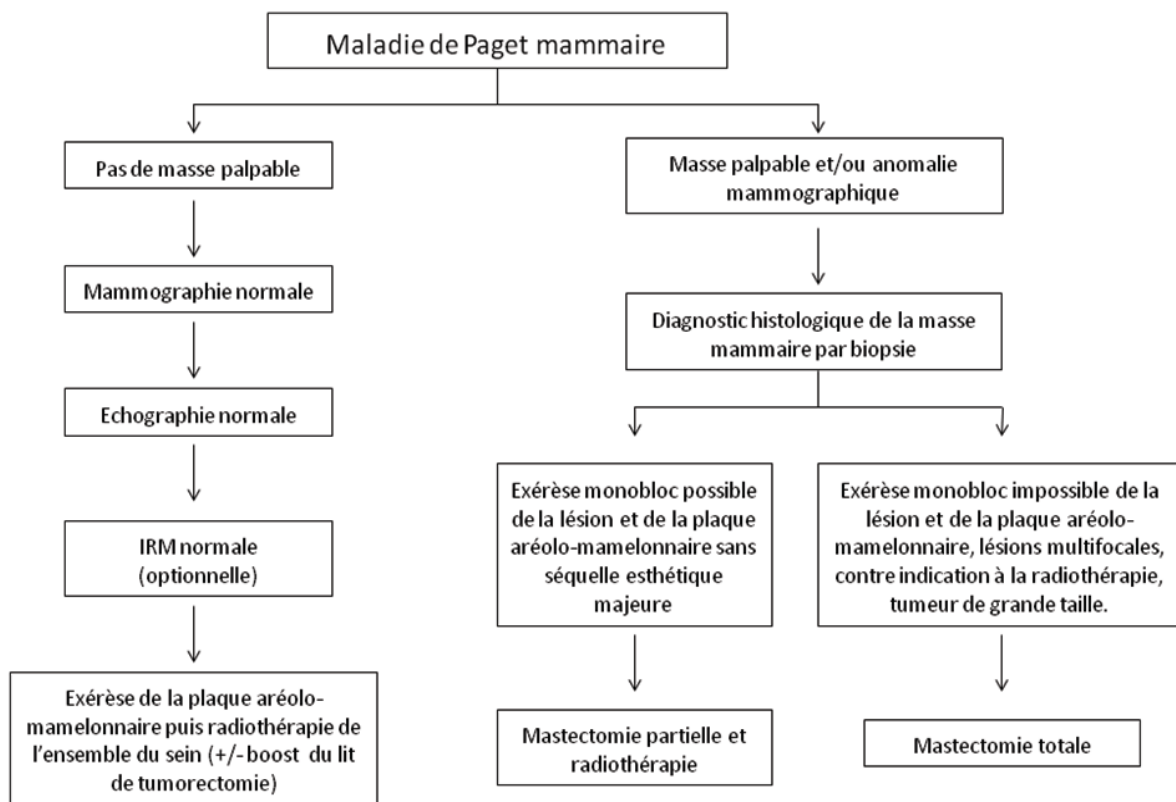 Maladie de Paget mammaire
Pas de masse palpable
Mammographie normale
Echographie normale
IRM normale
(optionnelle)
Exérèse de la plaque aréolo-
mamelonnaire puis radiothérapie de
l'ensemble du sein (+/- boost du lit
de tumorectomie)
Masse palpable et/ou anomalie
mammographique
Diagnostic histologique de la masse
mammaire par biopsie
Exérèse monobloc possible
de la lésion et de la plaque
aréolo-mamelonnaire sans
séquelle esthétique
majeure
Mastectomie partielle et
radiothérapie
Exérèse monobloc impossible de
la lésion et de la plaque aréolo-
mamelonnaire, lésions multifocales,
contre indication à la radiothérapie,
tumeur de grande taille.
Mastectomie totale